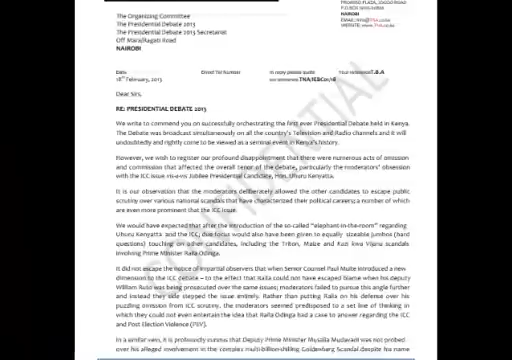 NAIROBI
The Organizing Committee
The Presidential Debate 2013
The Presidential Debate 2013 Secretariat
Off Mara/Ragati Road
NAIROBI
Date
18th February, 2013
Dear Sirs,
RE: PRESIDENTIAL DEBATE 2013
We write to commend you on successfully orchestrating the first ever Presidential Debate held in Kenya.
The Debate was broadcast simultaneously on all the country's Television and Radio channels and it will
undoubtedly and rightly come to be viewed as a seminal event in Kenya's history.
However, we wish to register our profound disappointment that there were numerous acts of omission
and commission that affected the overall tenor of the debate, particularly the moderators' obsession
with the ICC issue vis-a-vis Jubilee Presidential Candidate, Hon. Uhuru Kenyatta.
It is our observation that the moderators deliberately allowed the other candidates to escape public
scrutiny over various national scandals that have characterized their political careers; a number of which
are even more prominent that the ICC issue.
We would have expected that after the introduction of the so-called "elephant-in-the-room" regarding
Uhuru Kenyatta and the ICC; due focus would also have been given to equally sizeable jumbos (hard
questions) touching on other candidates, including the Triton, Maize and Kazi kwa Vijana scandals
involving Prime Minister Raila Odinga.
It did not escape the notice of impartial observers that when Senior Counsel Paul Muite introduced a new
dimension to the ICC debate – to the effect that Raila could not have escaped blame when his deputy
William Ruto was being prosecuted over the same issues; moderators failed to pursue this angle further
and instead they side stepped the issue entirely. Rather than putting Raila on his defense over his
puzzling omission from ICC scrutiny, the moderators seemed predisposed to a set line of thinking in
which they could not even entertain the idea that Raila Odinga had a case to answer regarding the ICC
and Post Election Violence (PEV).
In a similar vein, it is profoundly curious that Deputy Prime Minister Musalia Mudavadi was not probed
over his alleged involvement in the complex multi-billion-shilling Goldenberg Scandal despite his name
CONFIDENTIAL